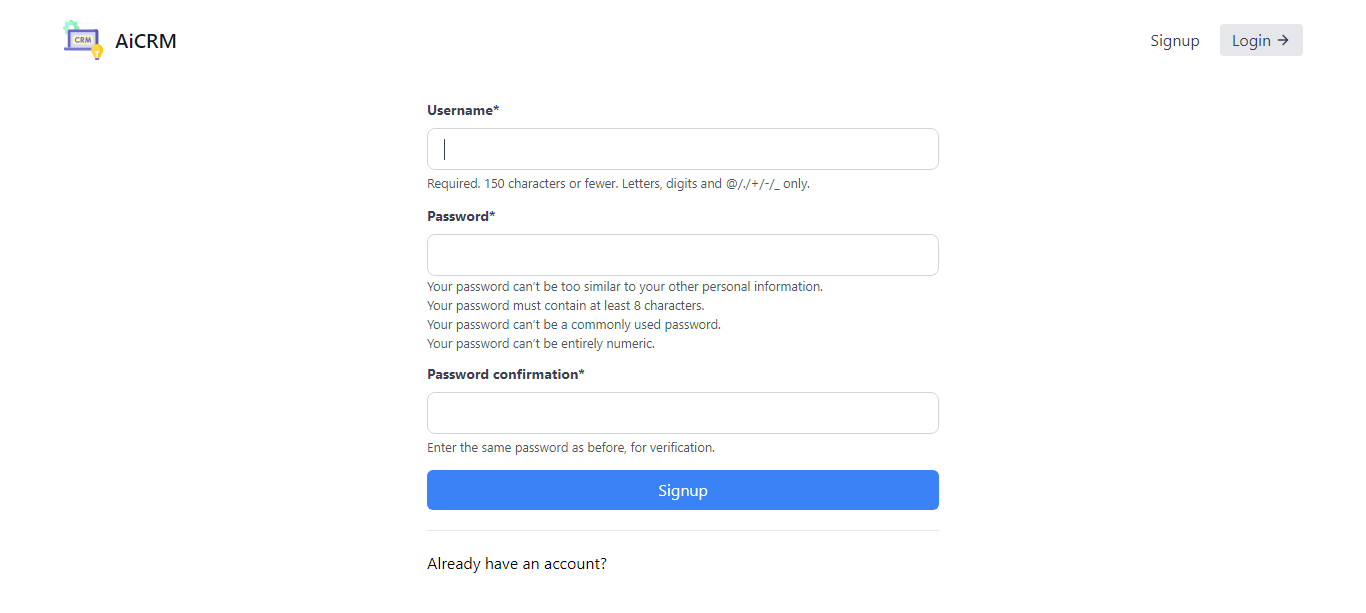 CRM
AiCRM
Signup
Login →
Username*
Required. 150 characters or fewer. Letters, digits and @/./+/-/_ only.
Password*
Your password can't be too similar to your other personal information.
Your password must contain at least 8 characters.
Your password can't be a commonly used password.
Your password can't be entirely numeric.
Password confirmation*
Enter the same password as before, for verification.
Signup
Already have an account?